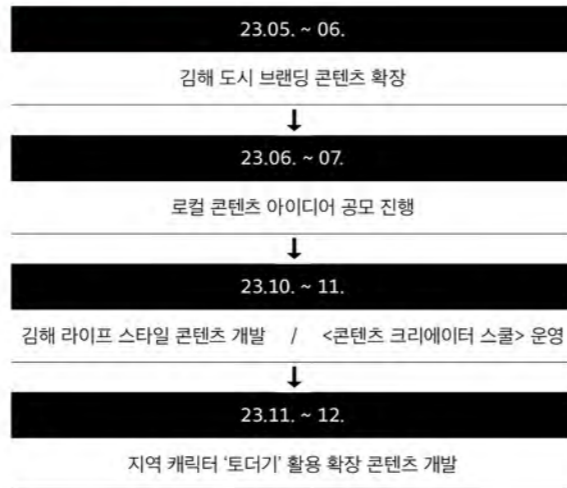 23.05. ~ 06.
김해 도시 브랜딩 콘텐츠 확장
23.06. ~ 07.
로컬 콘텐츠 아이디어 공모 진행
23.10. ~ 11.
김해 라이프 스타일 콘텐츠 개발 / <콘텐츠 크리에이터 스쿨> 운영
23.11. ~ 12.
지역 캐릭터 '토더기' 활용 확장 콘텐츠 개발